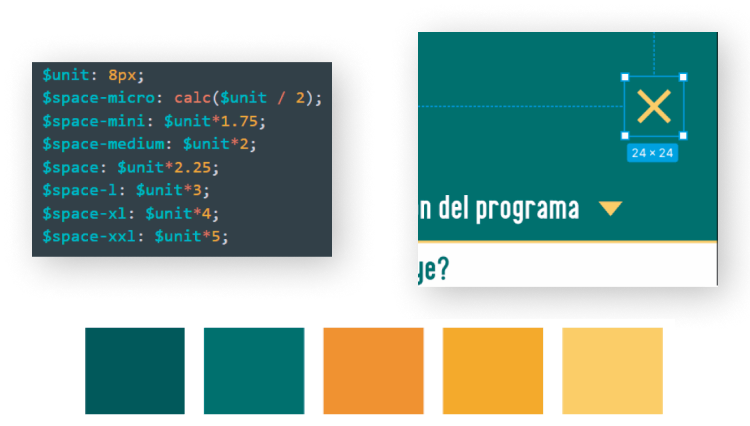 $unit: 8px;
$space-micro: calc($unit / 2);
$space-mini: $unit*1.75;
$space-medium: $unit*2;
$space: $unit*2.25;
$space-l: $unit*3;
$space-xl: $unit*4;
$space-xxl: $unit*5;
24 × 24
n del programa
ye?